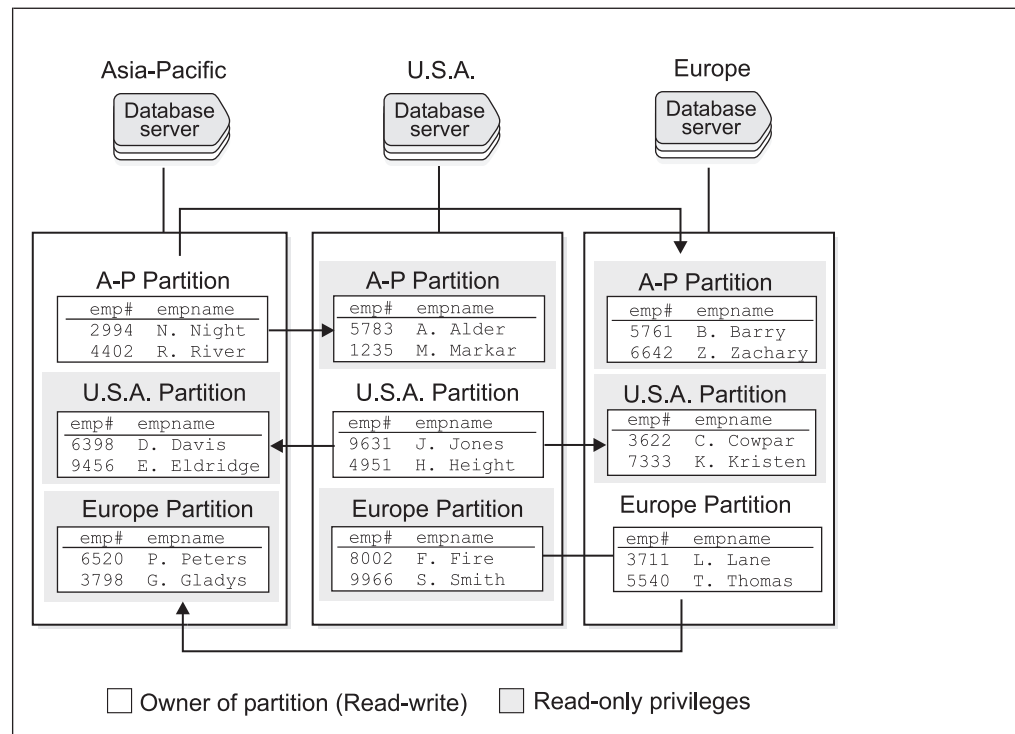 Asia-Pacific
U.S.A.
Europe
Database
server
Database
server
Database
server
A-P Partition
emp# empname
2994 N. Night
4402 R. River
U.S.A. Partition
emp# empname
6398 D. Davis
9456 E. Eldridge
Europe Partition
emp# empname
6520 P. Peters
3798 G. Gladys
A-P Partition
emp# empname
5783 A. Alder
1235 M. Markar
U.S.A. Partition
emp# empname
9631 J. Jones
4951 H. Height
Europe Partition
emp# empname
8002 F. Fire
9966 S. Smith
A-P Partition
emp# empname
5761 B. Barry
6642 Z. Zachary
U.S.A. Partition
emp# empname
3622 C. Cowpar
7333 K. Kristen
Europe Partition
emp# empname
3711 L. Lane
5540 T. Thomas
Owner of partition (Read-write)
Read-only privileges